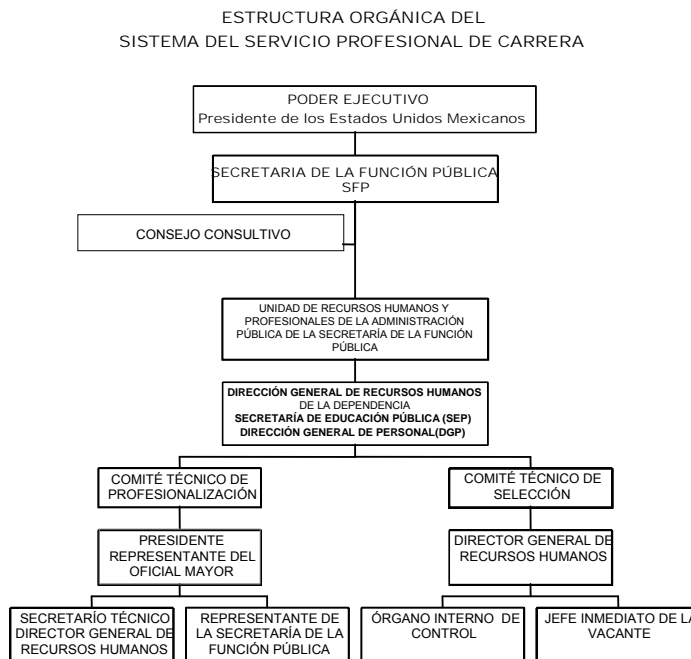 ESTRUCTURA ORGÁNICA DEL
SISTEMA DEL SERVICIO PROFESIONAL DE CARRERA
PODER EJECUTIVO
Presidente de los Estados Unidos Mexicanos
SECRETARIA DE LA FUNCIÓN PÚBLICA
SFP
CONSEJO CONSULTIVO
UNIDAD DE RECURSOS HUMANOS Y
PROFESIONALES DE LA ADMINISTRACIÓN
PÚBLICA DE LA SECRETARÍA DE LA FUNCIÓN
PÚBLICA
DIRECCIÓN GENERAL DE RECURSOS HUMANOS
DE LA DEPENDENCIA
SECRETARÍA DE EDUCACIÓN PÚBLICA (SEP)
DIRECCIÓN GENERAL DE PERSONAL(DGP)
COMITÉ TÉCNICO DE
PROFESIONALIZACIÓN
COMITÉ TÉCNICO DE
SELECCIÓN
PRESIDENTE
REPRESENTANTE DEL
OFICIAL MAYOR
DIRECTOR GENERAL DE
RECURSOS HUMANOS
SECRETARÍO TÉCNICO
DIRECTOR GENERAL DE
RECURSOS HUMANOS
REPRESENTANTE DE
LA SECRETARÍA DE LA
FUNCIÓN PÚBLICA
ÓRGANO INTERNO DE
CONTROL
JEFE INMEDIATO DE LA
VACANTE